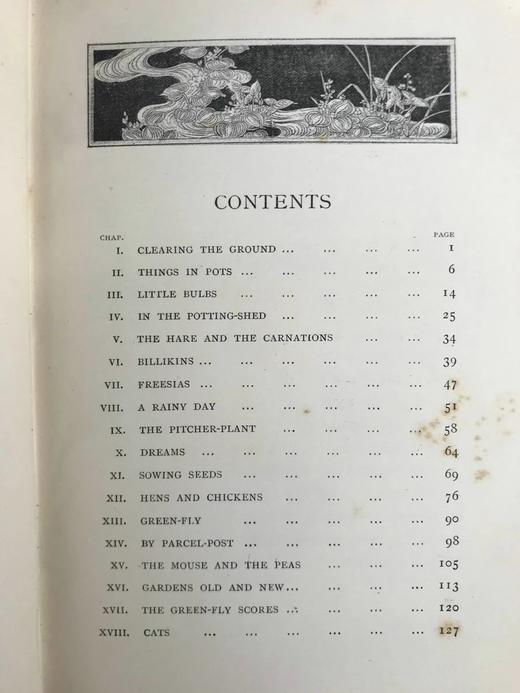 CONTENTS
CHAP. PAGE
I. CLEARING THE GROUND ... ... ... ... 1
II. THINGS IN POTS ... ... ... ... ... 6
III. LITTLE BULBS ... ... ... ... ... 14
IV. IN THE POTTING-SHED ... ... ... ... 25
V. THE HARE AND THE CARNATIONS ... ... 34
VI. BILLIKINS ... ... ... ... ... ... 39
VII. FREESIAS ... ... ... ... ... ... 47
VIII. A RAINY DAY ... ... ... ... ... 51
IX. THE PITCHER-PLANT ... ... ... ... 58
X. DREAMS ... ... ... ... ... ... 64
XI. SOWING SEEDS ... ... ... ... ... 69
XII. HENS AND CHICKENS ... ... ... ... 76
XIII. GREEN-FLY ... ... ... ... ... 90
XIV. BY PARCEL-POST ... ... ... ... ... 98
XV. THE MOUSE AND THE PEAS ... ... ... 105
XVI. GARDENS OLD AND NEW ... ... ... ... 113
XVII. THE GREEN-FLY SCORES ... ... ... ... 120
XVIII. CATS ... ... ... ... ... ... 127